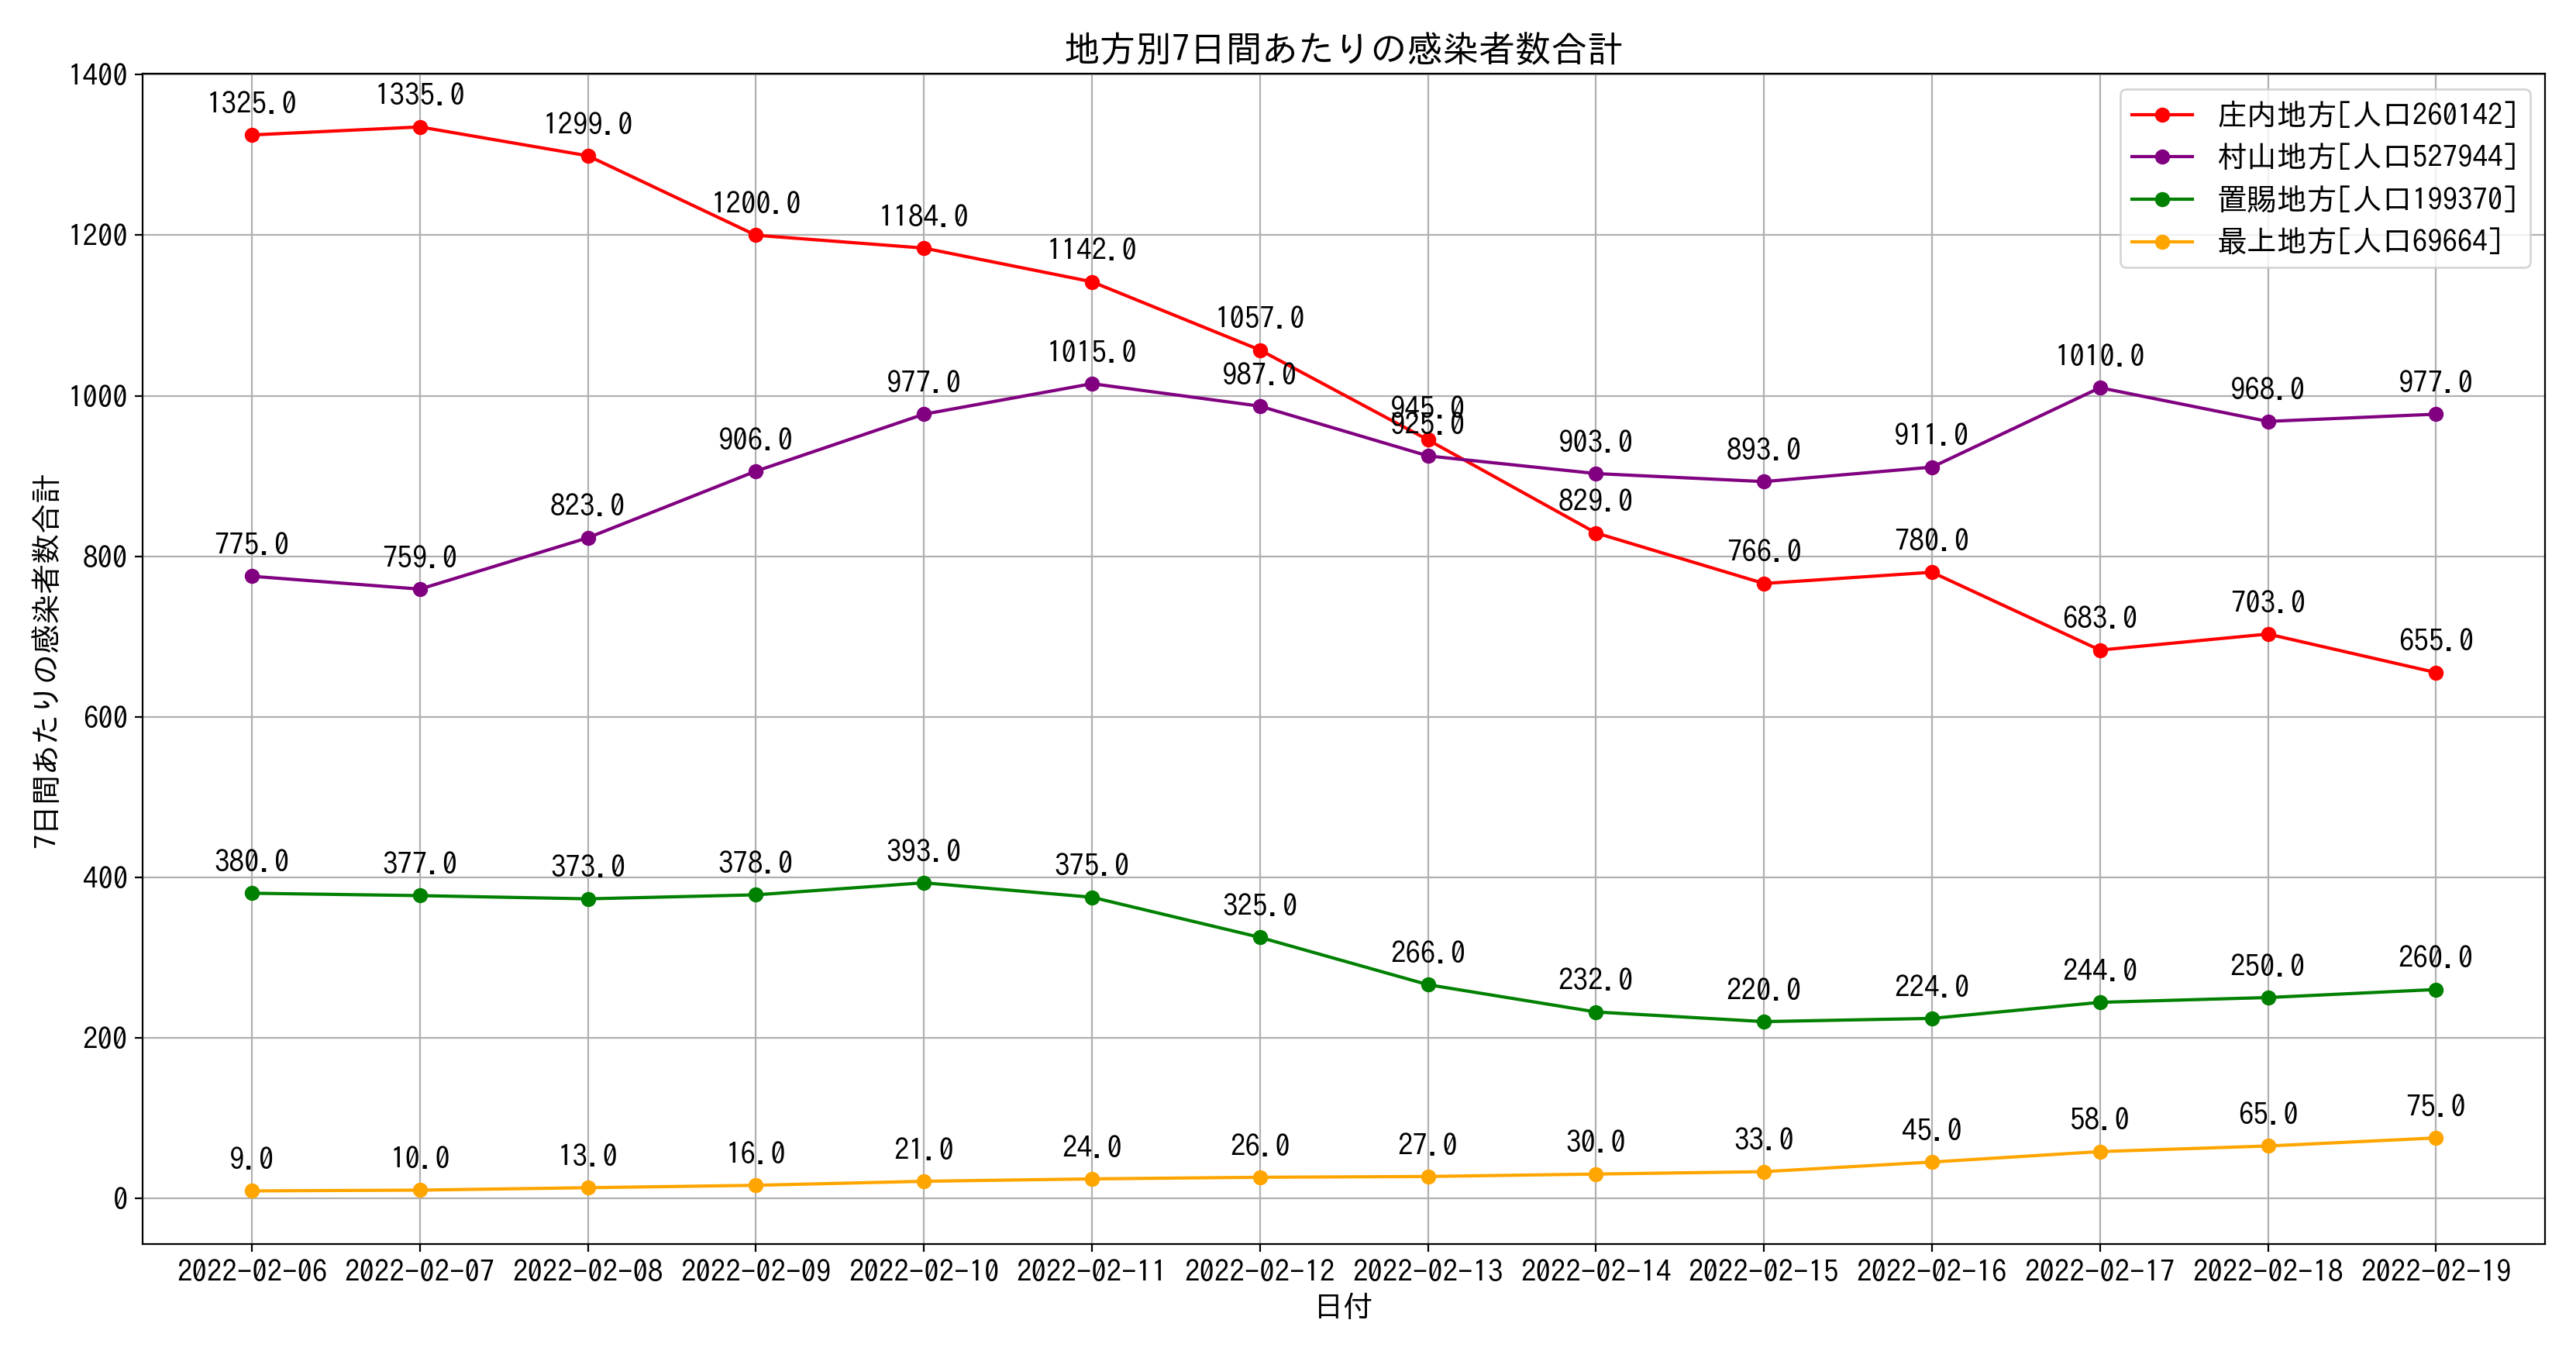 地方別7日間あたりの感染者数合計
7日間あたりの感染者数合計
1400
1200
1000
800
600
400
200
0
庄内地方[人口260142]
村山地方[人口527944]
置賜地方[人口199370]
最上地方[人口69664]
1325.0 1335.0 1299.0 1200.0 1184.0 1142.0 1057.0 945.0 829.0 766.0 780.0 683.0 703.0 655.0
775.0 759.0 823.0 906.0 977.0 1015.0 987.0 925.0 903.0 893.0 911.0 1010.0 968.0 977.0
380.0 377.0 373.0 378.0 393.0 375.0 325.0 266.0 232.0 220.0 224.0 244.0 250.0 260.0
9.0 10.0 13.0 16.0 21.0 24.0 26.0 27.0 30.0 33.0 45.0 58.0 65.0 75.0
2022-02-06 2022-02-07 2022-02-08 2022-02-09 2022-02-10 2022-02-11 2022-02-12 2022-02-13 2022-02-14 2022-02-15 2022-02-16 2022-02-17 2022-02-18 2022-02-19
日付